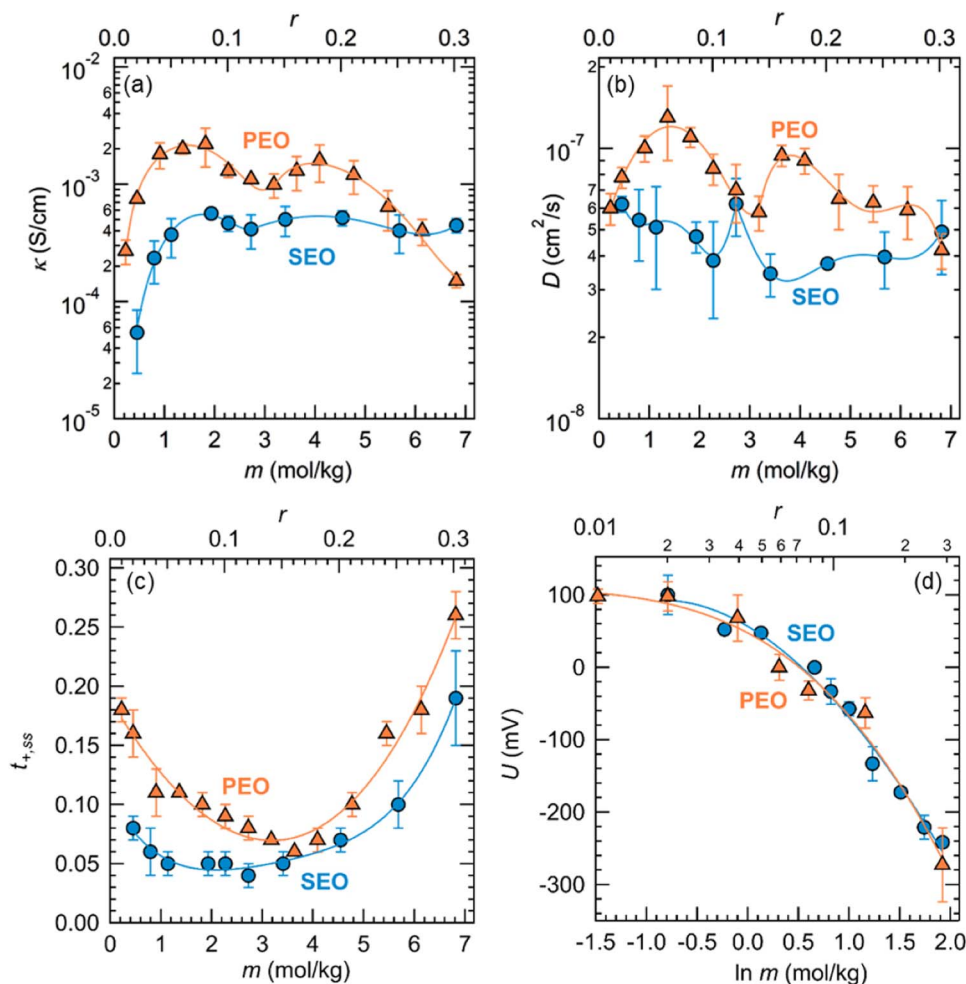 r
0.0 0.1 0.2 0.3
10⁻²
6
4
2
10⁻³
6
4
2
10⁻⁴
6
4
2
10⁻⁵
κ (S/cm)
(a)
PEO
SEO
0 1 2 3 4 5 6 7
m (mol/kg)
r
0.0 0.1 0.2 0.3
2
10⁻⁷
8
6
5
4
3
2
10⁻⁸
D (cm²/s)
(b)
PEO
SEO
0 1 2 3 4 5 6 7
m (mol/kg)
r
0.0 0.1 0.2 0.3
0.30
0.25
0.20
0.15
0.10
0.05
0.00
t+,ss
(c)
PEO
SEO
0 1 2 3 4 5 6 7
m (mol/kg)
r
0.01 0.1
2 3 4 5 6 7 2 3
100
0
-100
-200
-300
U (mV)
(d)
SEO
PEO
-1.5 -1.0 -0.5 0.0 0.5 1.0 1.5 2.0
ln m (mol/kg)